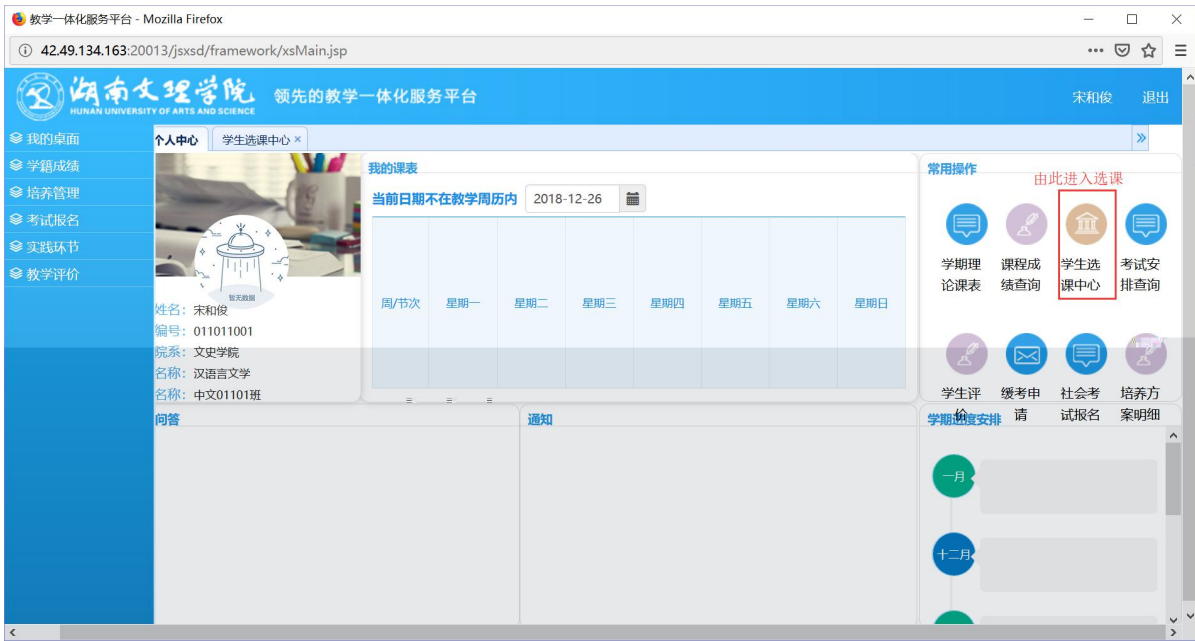 教学一体化服务平台 - Mozilla Firefox
42.49.134.163:20013/jsxsd/framework/xsMain.jsp
湖南文理学院
HUNAN UNIVERSITY OF ARTS AND SCIENCE
领先的教学一体化服务平台
宋和俊 退出
我的桌面
学籍成绩
培养管理
考试报名
实践环节
教学评价
个人中心 学生选课中心 ×
暂无数据
姓名：宋和俊
编号：011011001
院系：文史学院
名称：汉语言文学
名称：中文01101班
我的课表
当前日期不在教学周历内 2018-12-26
周/节次 星期一 星期二 星期三 星期四 星期五 星期六 星期日
常用操作
由此进入选课
学期理论课表
课程成绩查询
学生选课中心
考试安排查询
学生评价
缓考申请
社会考试报名
培养方案明细
问答
通知
学期进度安排
一月
十二月